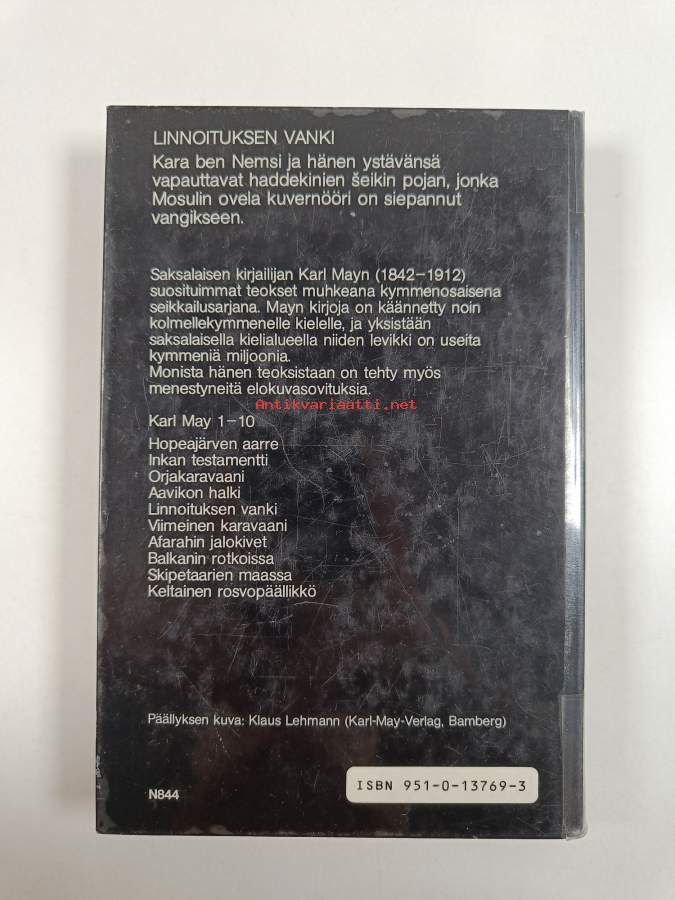 LINNOITUKSEN VANKI
Kara ben Nemsi ja hänen ystävänsä
vapauttavat haddekinien šeikin pojan, jonka
Mosulin ovela kuvernööri on siepannut
vangikseen.
Saksalaisen kirjailijan Karl Mayn (1842–1912)
suosituimmat teokset muhkeana kymmenosaisena
seikkailusarjana. Mayn kirjoja on käännetty noin
kolmellekymmenelle kielelle, ja yksistään
saksalaisella kielialueella niiden levikki on useita
kymmeniä miljoonia.
Monista hänen teoksistaan on tehty myös
menestyneitä elokuvasovituksia.
Antikvariaatti.net
Karl May 1–10
Hopeajärven aarre
Inkan testamentti
Orjakaravaani
Aavikon halki
Linnoituksen vanki
Viimeinen karavaani
Afarahin jalokivet
Balkanin rotkoissa
Skipetaarien maassa
Keltainen rosvopäällikkö
Päällyksen kuva: Klaus Lehmann (Karl-May-Verlag, Bamberg)
N844
ISBN 951-0-13769-3